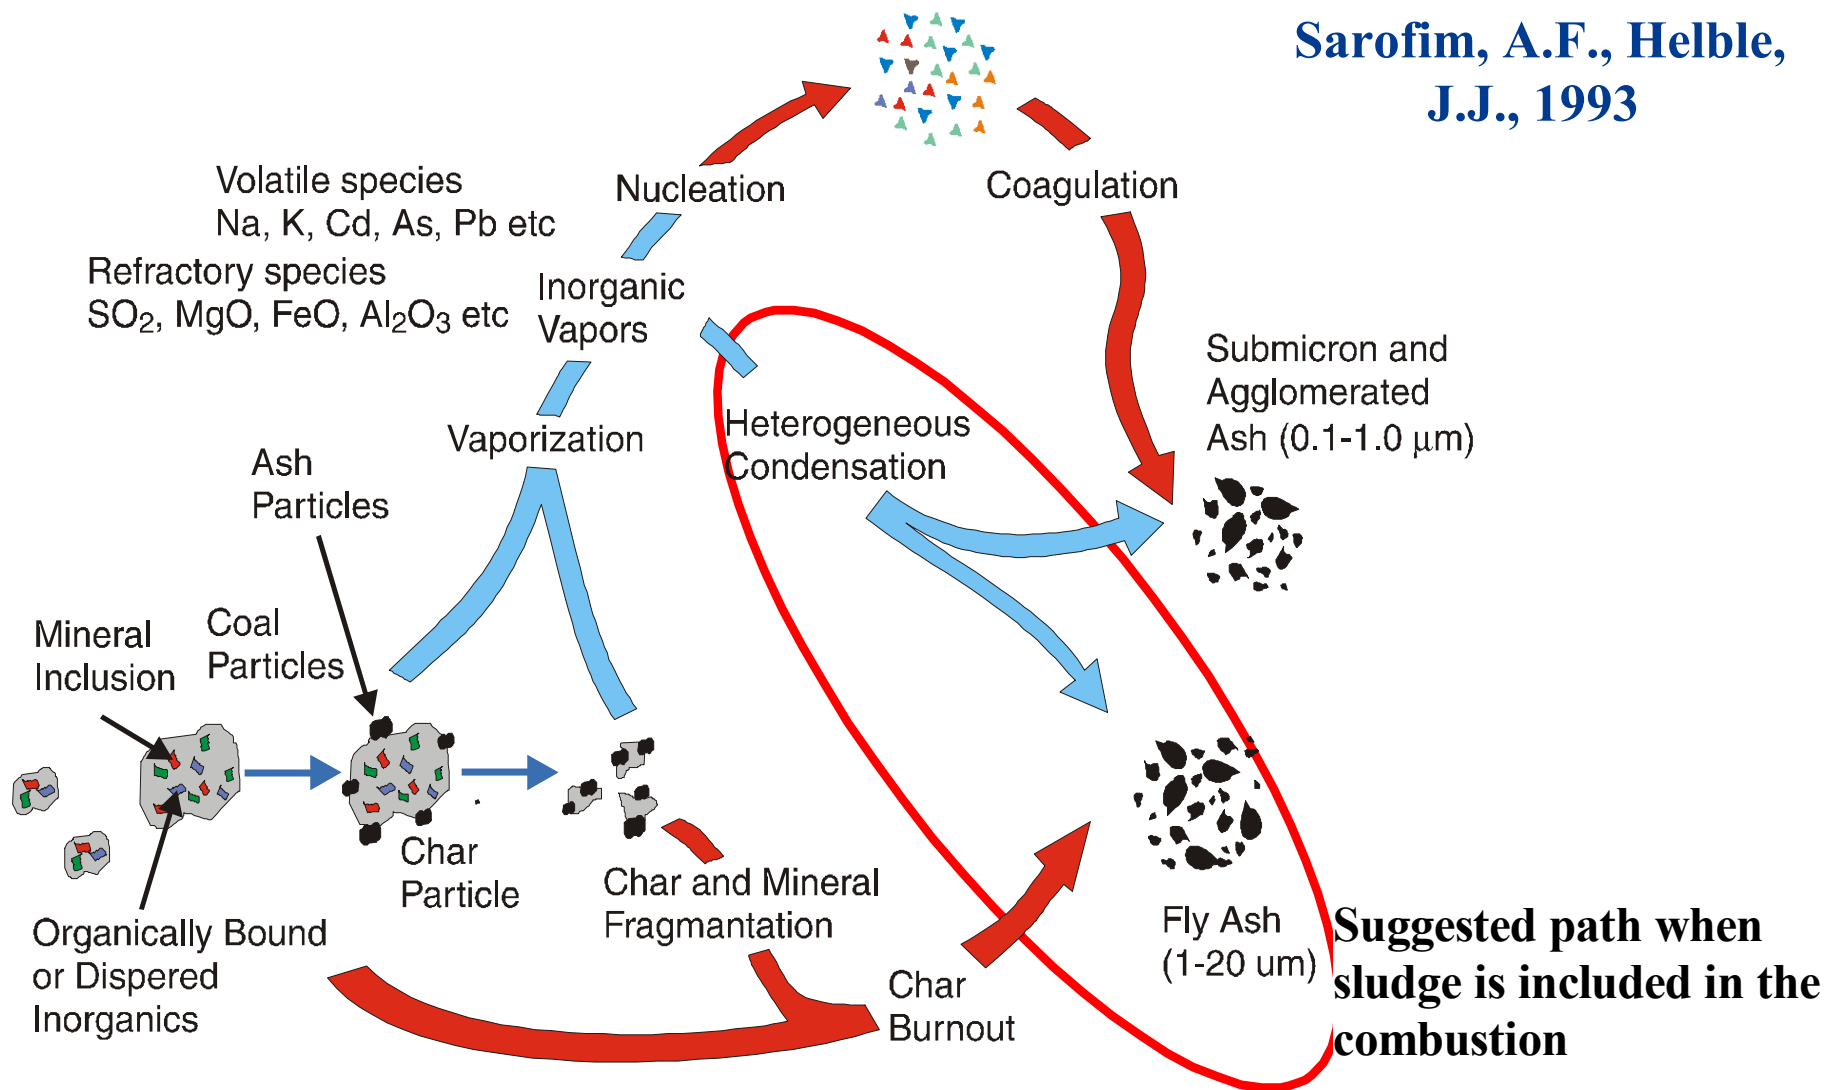 Sarofim, A.F., Helble,
J.J., 1993
Nucleation
Coagulation
Volatile species
Na, K, Cd, As, Pb etc
Refractory species
SO₂, MgO, FeO, Al₂O₃ etc
Inorganic
Vapors
Submicron and
Agglomerated
Ash (0.1-1.0 µm)
Vaporization
Heterogeneous
Condensation
Ash
Particles
Mineral
Inclusion
Coal
Particles
Char
Particle
Char and Mineral
Fragmantation
Organically Bound
or Dispered
Inorganics
Char
Burnout
Fly Ash
(1-20 um)
Suggested path when
sludge is included in the
combustion